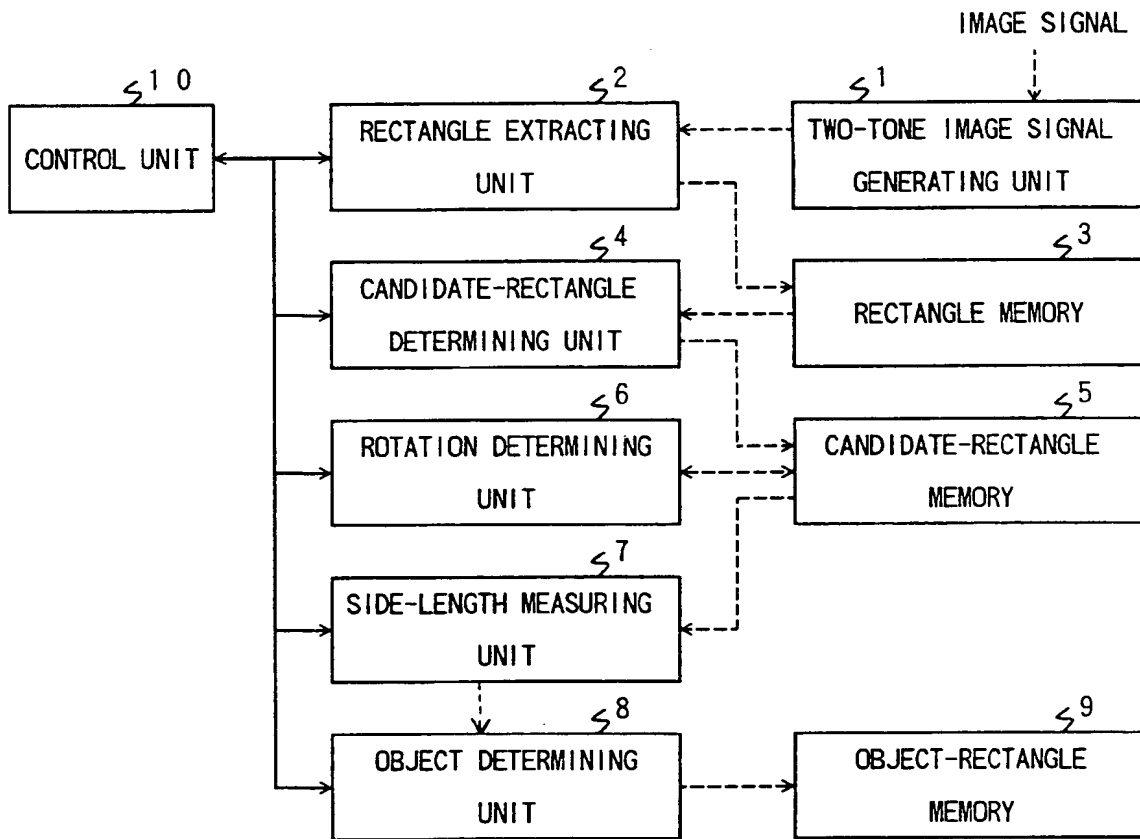 IMAGE SIGNAL
10
CONTROL UNIT
2
RECTANGLE EXTRACTING
UNIT
1
TWO-TONE IMAGE SIGNAL
GENERATING UNIT
4
CANDIDATE-RECTANGLE
DETERMINING UNIT
3
RECTANGLE MEMORY
6
ROTATION DETERMINING
UNIT
5
CANDIDATE-RECTANGLE
MEMORY
7
SIDE-LENGTH MEASURING
UNIT
8
OBJECT DETERMINING
UNIT
9
OBJECT-RECTANGLE
MEMORY